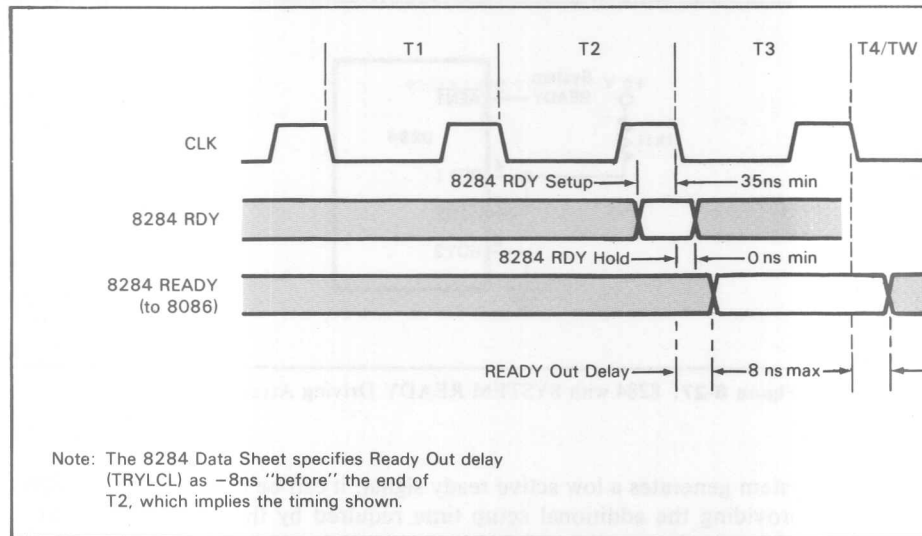 T1 T2 T3 T4/TW
CLK
8284 RDY Setup 35ns min
8284 RDY
8284 RDY Hold 0 ns min
8284 READY
(to 8086)
READY Out Delay 8 ns max
Note: The 8284 Data Sheet specifies Ready Out delay
(TRYLCL) as −8ns "before" the end of
T2, which implies the timing shown.